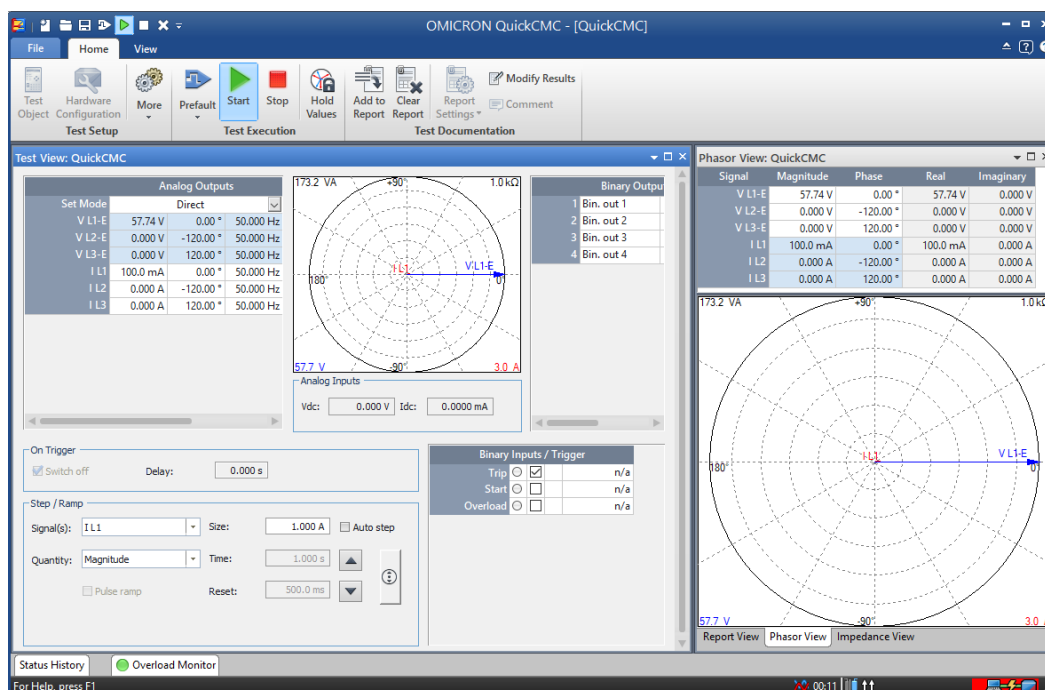 OMICRON QuickCMC - [QuickCMC]
File Home View
Test Object
Hardware Configuration
More
Prefault
Start
Stop
Hold Values
Add to Report
Clear Report
Report Settings
Modify Results
Comment
Test Setup Test Execution Test Documentation
Test View: QuickCMC
Analog Outputs
Set Mode Direct
V L1-E 57.74 V 0.00 ° 50.000 Hz
V L2-E 0.000 V -120.00 ° 50.000 Hz
V L3-E 0.000 V 120.00 ° 50.000 Hz
I L1 100.0 mA 0.00 ° 50.000 Hz
I L2 0.000 A -120.00 ° 50.000 Hz
I L3 0.000 A 120.00 ° 50.000 Hz
173.2 VA +90° 1.0 kΩ
I L1 V L1-E
180° 0°
57.7 V -90° 3.0 A
Analog Inputs
Vdc: 0.000 V Idc: 0.0000 mA
Binary Outpu
1 Bin. out 1
2 Bin. out 2
3 Bin. out 3
4 Bin. out 4
On Trigger
Switch off Delay: 0.000 s
Step / Ramp
Signal(s): I L1 Size: 1.000 A Auto step
Quantity: Magnitude Time: 1.000 s
Pulse ramp Reset: 500.0 ms
Binary Inputs / Trigger
Trip n/a
Start n/a
Overload n/a
Phasor View: QuickCMC
Signal Magnitude Phase Real Imaginary
V L1-E 57.74 V 0.00 ° 57.74 V 0.000 V
V L2-E 0.000 V -120.00 ° 0.000 V 0.000 V
V L3-E 0.000 V 120.00 ° 0.000 V 0.000 V
I L1 100.0 mA 0.00 ° 100.0 mA 0.000 A
I L2 0.000 A -120.00 ° 0.000 A 0.000 A
I L3 0.000 A 120.00 ° 0.000 A 0.000 A
173.2 VA +90° 1.0 kΩ
I L1 V L1-E
180° 0°
57.7 V -90° 3.0
Report View Phasor View Impedance View
Status History Overload Monitor
For Help, press F1
00:11